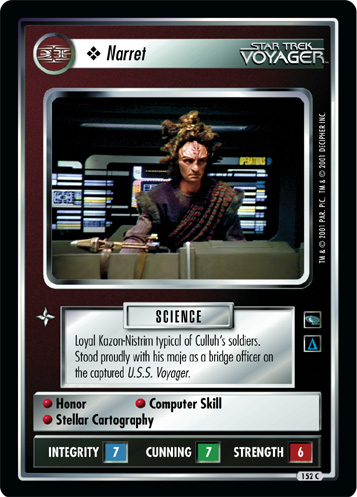 ❖ Narret
STAR TREK
VOYAGER
OPERATIONS
TM & © 2001 PAR. PIC. TM & © 2001 DECIPHER INC.
SCIENCE
Loyal Kazon-Nistrim typical of Culluh's soldiers.
Stood proudly with his maje as a bridge officer on
the captured U.S.S. Voyager.
Honor
Computer Skill
Stellar Cartography
INTEGRITY 7 CUNNING 7 STRENGTH 6
152 C